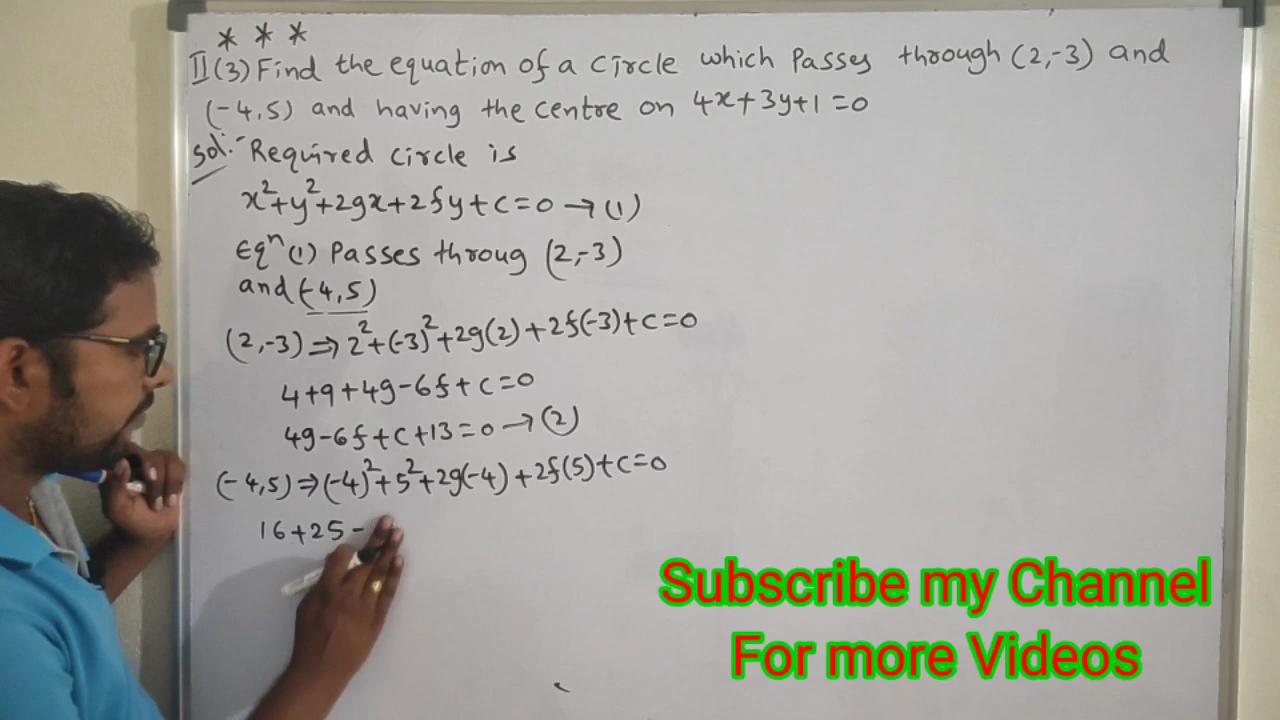 * * *
II (3) Find the equation of a circle which Passes through (2,-3) and
(-4,5) and having the centre on 4x+3y+1=0
Sol:- Required circle is
x²+y²+2gx+2fy+c=0 → (1)
Eqⁿ (1) Passes throug (2,-3)
and (-4,5)
(2,-3) ⇒ 2²+(-3)²+2g(2)+2f(-3)+c=0
4+9+4g-6f+c=0
4g-6f+c+13=0 → (2)
(-4,5) ⇒ (-4)²+5²+2g(-4)+2f(5)+c=0
16+25-
Subscribe my Channel
For more Videos